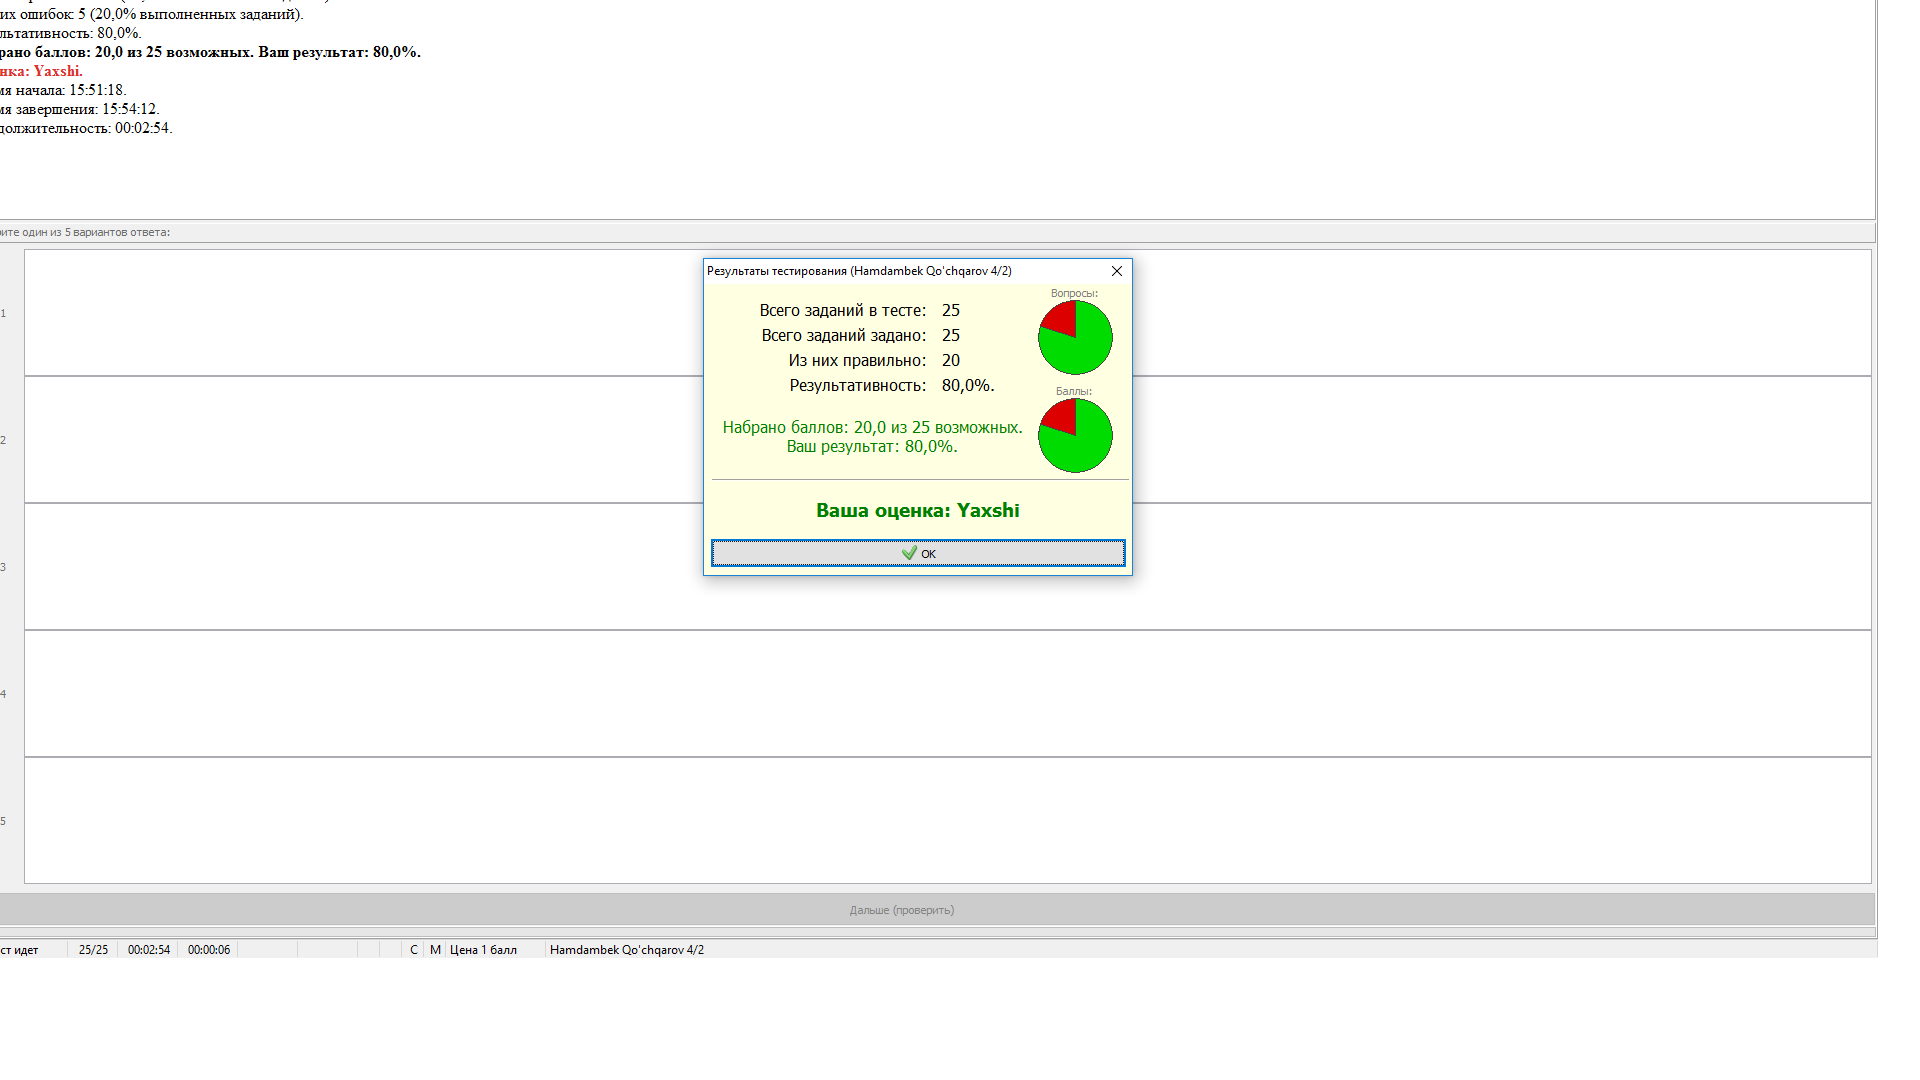 их ошибок: 5 (20,0% выполненных заданий).
льтативность: 80,0%.
рано баллов: 20,0 из 25 возможных. Ваш результат: 80,0%.
нка: Yaxshi.
мя начала: 15:51:18.
мя завершения: 15:54:12.
должительность: 00:02:54.
рите один из 5 вариантов ответа:
Результаты тестирования (Hamdambek Qo'chqarov 4/2)
Вопросы:
Всего заданий в тесте: 25
Всего заданий задано: 25
Из них правильно: 20
Результативность: 80,0%.
Баллы:
Набрано баллов: 20,0 из 25 возможных.
Ваш результат: 80,0%.
Ваша оценка: Yaxshi
OK
1
2
3
4
5
Дальше (проверить)
ст идет 25/25 00:02:54 00:00:06 С М Цена 1 балл Hamdambek Qo'chqarov 4/2